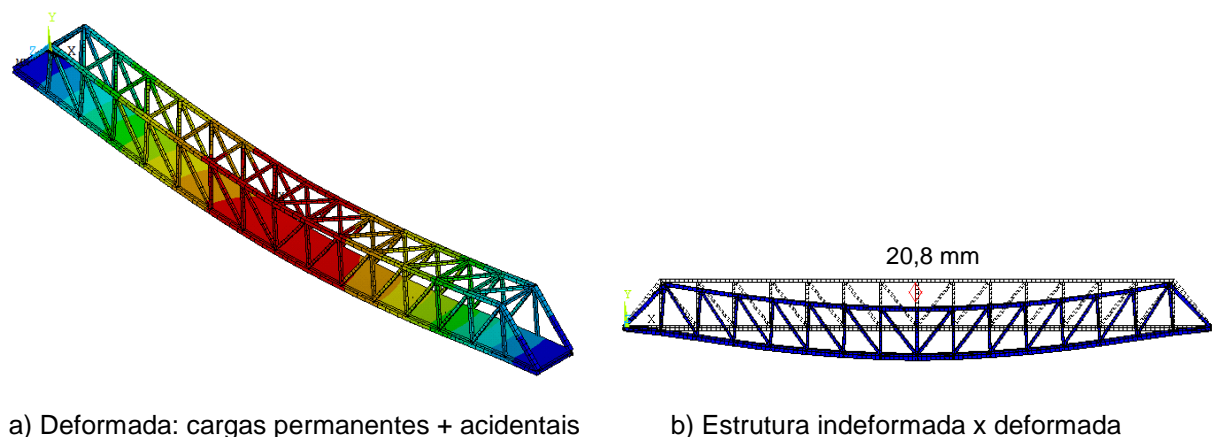 Y
Z
X
20,8 mm
Y
X
a) Deformada: cargas permanentes + acidentais
b) Estrutura indeformada x deformada